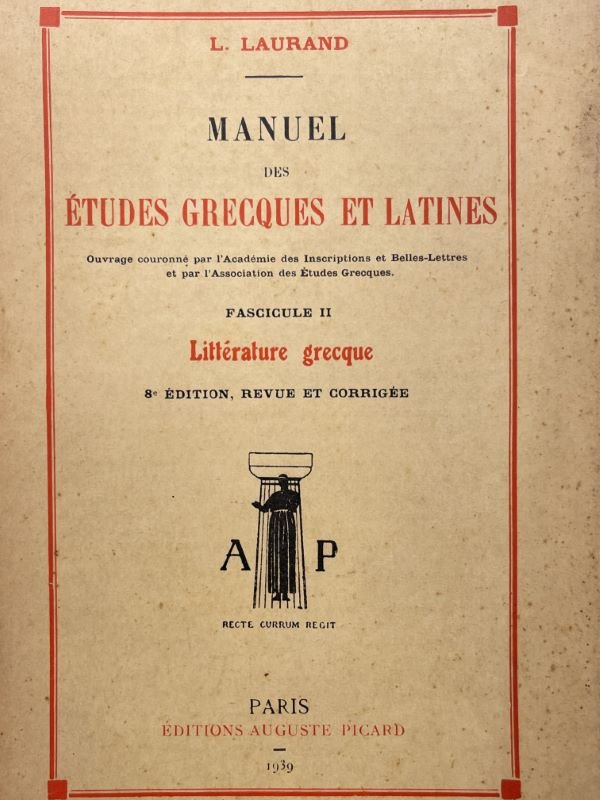 L. LAURAND
MANUEL
DES
ÉTUDES GRECQUES ET LATINES
Ouvrage couronné par l'Académie des Inscriptions et Belles-Lettres
et par l'Association des Études Grecques.
FASCICULE II
Littérature grecque
8e ÉDITION, REVUE ET CORRIGÉE
A P
RECTE CURRUM REGIT
PARIS
ÉDITIONS AUGUSTE PICARD
1939